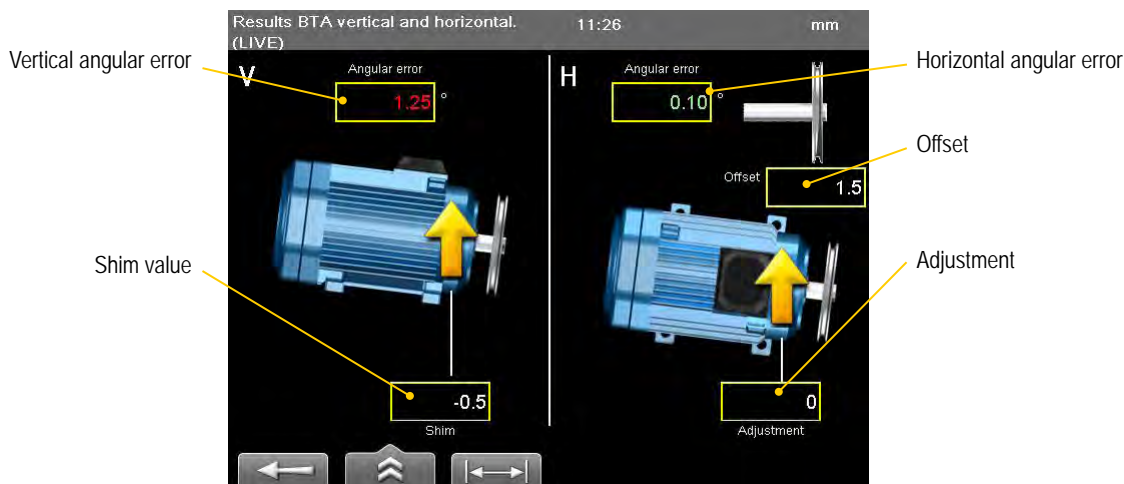 Results BTA vertical and horizontal.
(LIVE)
11:26
mm
Vertical angular error
V
Angular error
1.25 °
H
Angular error
0.10 °
Horizontal angular error
Offset
Offset
1.5
Shim value
Adjustment
-0.5
Shim
0
Adjustment